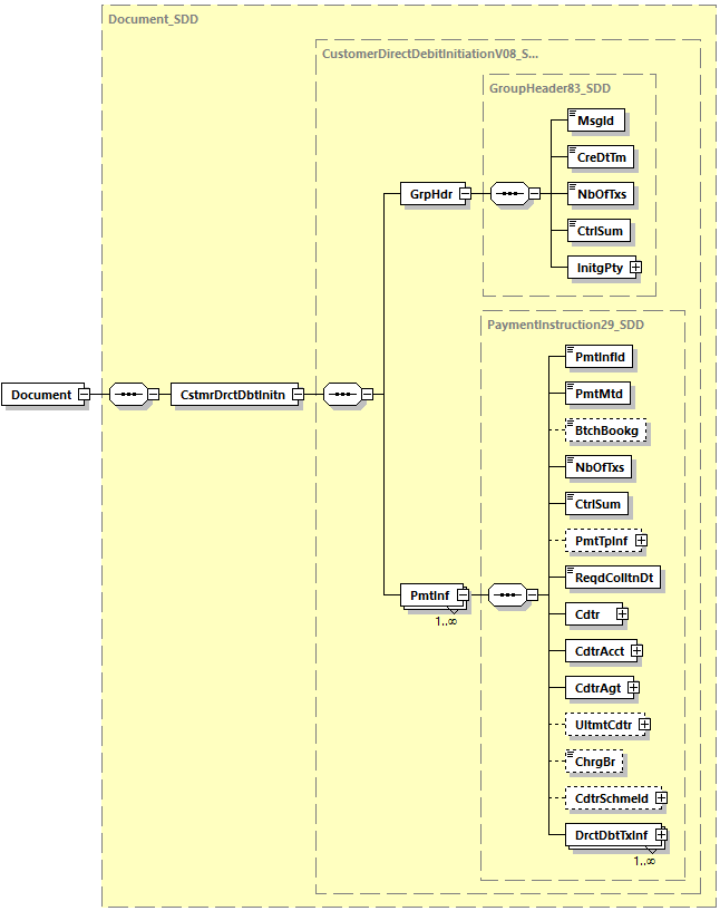 Document_SDD
CustomerDirectDebitInitiationV08_S...
GroupHeader83_SDD
MsgId
CreDtTm
GrpHdr
NbOfTxs
CtrlSum
InitgPty
PaymentInstruction29_SDD
PmtInfId
Document
CstmrDrctDbtInitn
PmtMtd
BtchBookg
NbOfTxs
CtrlSum
PmtTpInf
ReqdColltnDt
PmtInf
1..∞
Cdtr
CdtrAcct
CdtrAgt
UltmtCdtr
ChrgBr
CdtrSchmeId
DrctDbtTxInf
1..∞